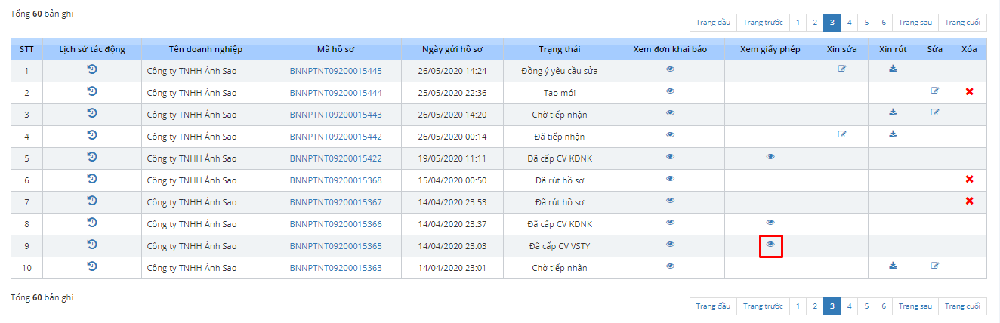 Tổng 60 bản ghi
Trang đầu Trang trước 1 2 3 4 5 6 Trang sau Trang cuối
STT Lịch sử tác động Tên doanh nghiệp Mã hồ sơ Ngày gửi hồ sơ Trạng thái Xem đơn khai báo Xem giấy phép Xin sửa Xin rút Sửa Xóa
1 Công ty TNHH Ánh Sao BNNPTNT09200015445 26/05/2020 14:24 Đồng ý yêu cầu sửa
2 Công ty TNHH Ánh Sao BNNPTNT09200015444 25/05/2020 22:36 Tạo mới
3 Công ty TNHH Ánh Sao BNNPTNT09200015443 26/05/2020 14:20 Chờ tiếp nhận
4 Công ty TNHH Ánh Sao BNNPTNT09200015442 26/05/2020 00:14 Đã tiếp nhận
5 Công ty TNHH Ánh Sao BNNPTNT09200015422 19/05/2020 11:11 Đã cấp CV KDNK
6 Công ty TNHH Ánh Sao BNNPTNT09200015368 15/04/2020 00:50 Đã rút hồ sơ
7 Công ty TNHH Ánh Sao BNNPTNT09200015367 14/04/2020 23:53 Đã rút hồ sơ
8 Công ty TNHH Ánh Sao BNNPTNT09200015366 14/04/2020 23:37 Đã cấp CV KDNK
9 Công ty TNHH Ánh Sao BNNPTNT09200015365 14/04/2020 23:03 Đã cấp CV VSTY
10 Công ty TNHH Ánh Sao BNNPTNT09200015363 14/04/2020 23:01 Chờ tiếp nhận
Tổng 60 bản ghi
Trang đầu Trang trước 1 2 3 4 5 6 Trang sau Trang cuối